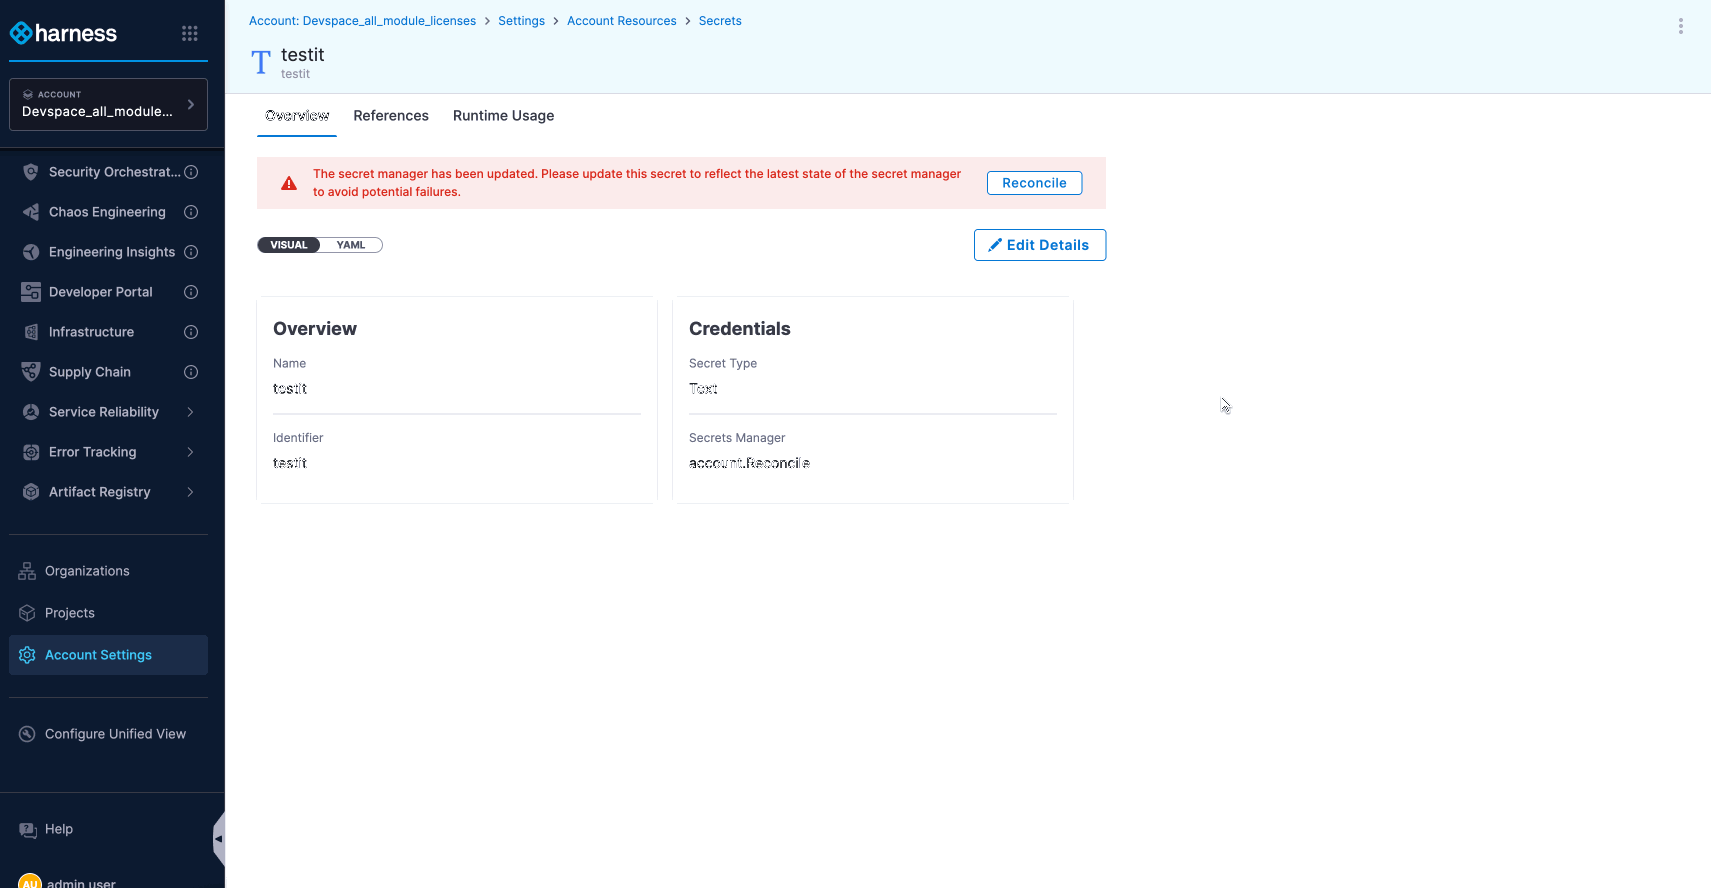 harness
ACCOUNT
Devspace_all_module...
Security Orchestrat...
Chaos Engineering
Engineering Insights
Developer Portal
Infrastructure
Supply Chain
Service Reliability
Error Tracking
Artifact Registry
Organizations
Projects
Account Settings
Configure Unified View
Help
AU admin user
Account: Devspace_all_module_licenses > Settings > Account Resources > Secrets
T testit
testit
Overview References Runtime Usage
The secret manager has been updated. Please update this secret to reflect the latest state of the secret manager
to avoid potential failures.
Reconcile
VISUAL YAML
Edit Details
Overview
Name
testit
Identifier
testit
Credentials
Secret Type
Text
Secrets Manager
account.Reconcile